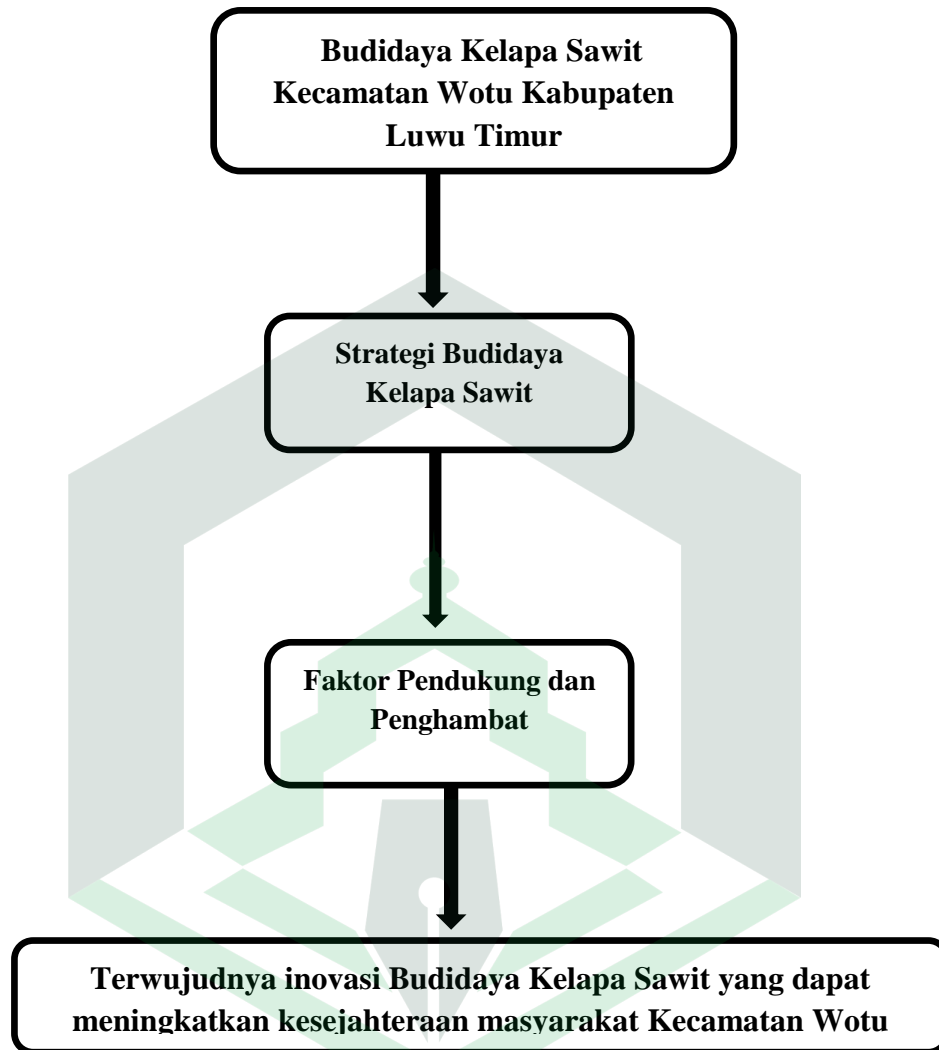 Budidaya Kelapa Sawit
Kecamatan Wotu Kabupaten
Luwu Timur
Strategi Budidaya
Kelapa Sawit
Faktor Pendukung dan
Penghambat
Terwujudnya inovasi Budidaya Kelapa Sawit yang dapat
meningkatkan kesejahteraan masyarakat Kecamatan Wotu